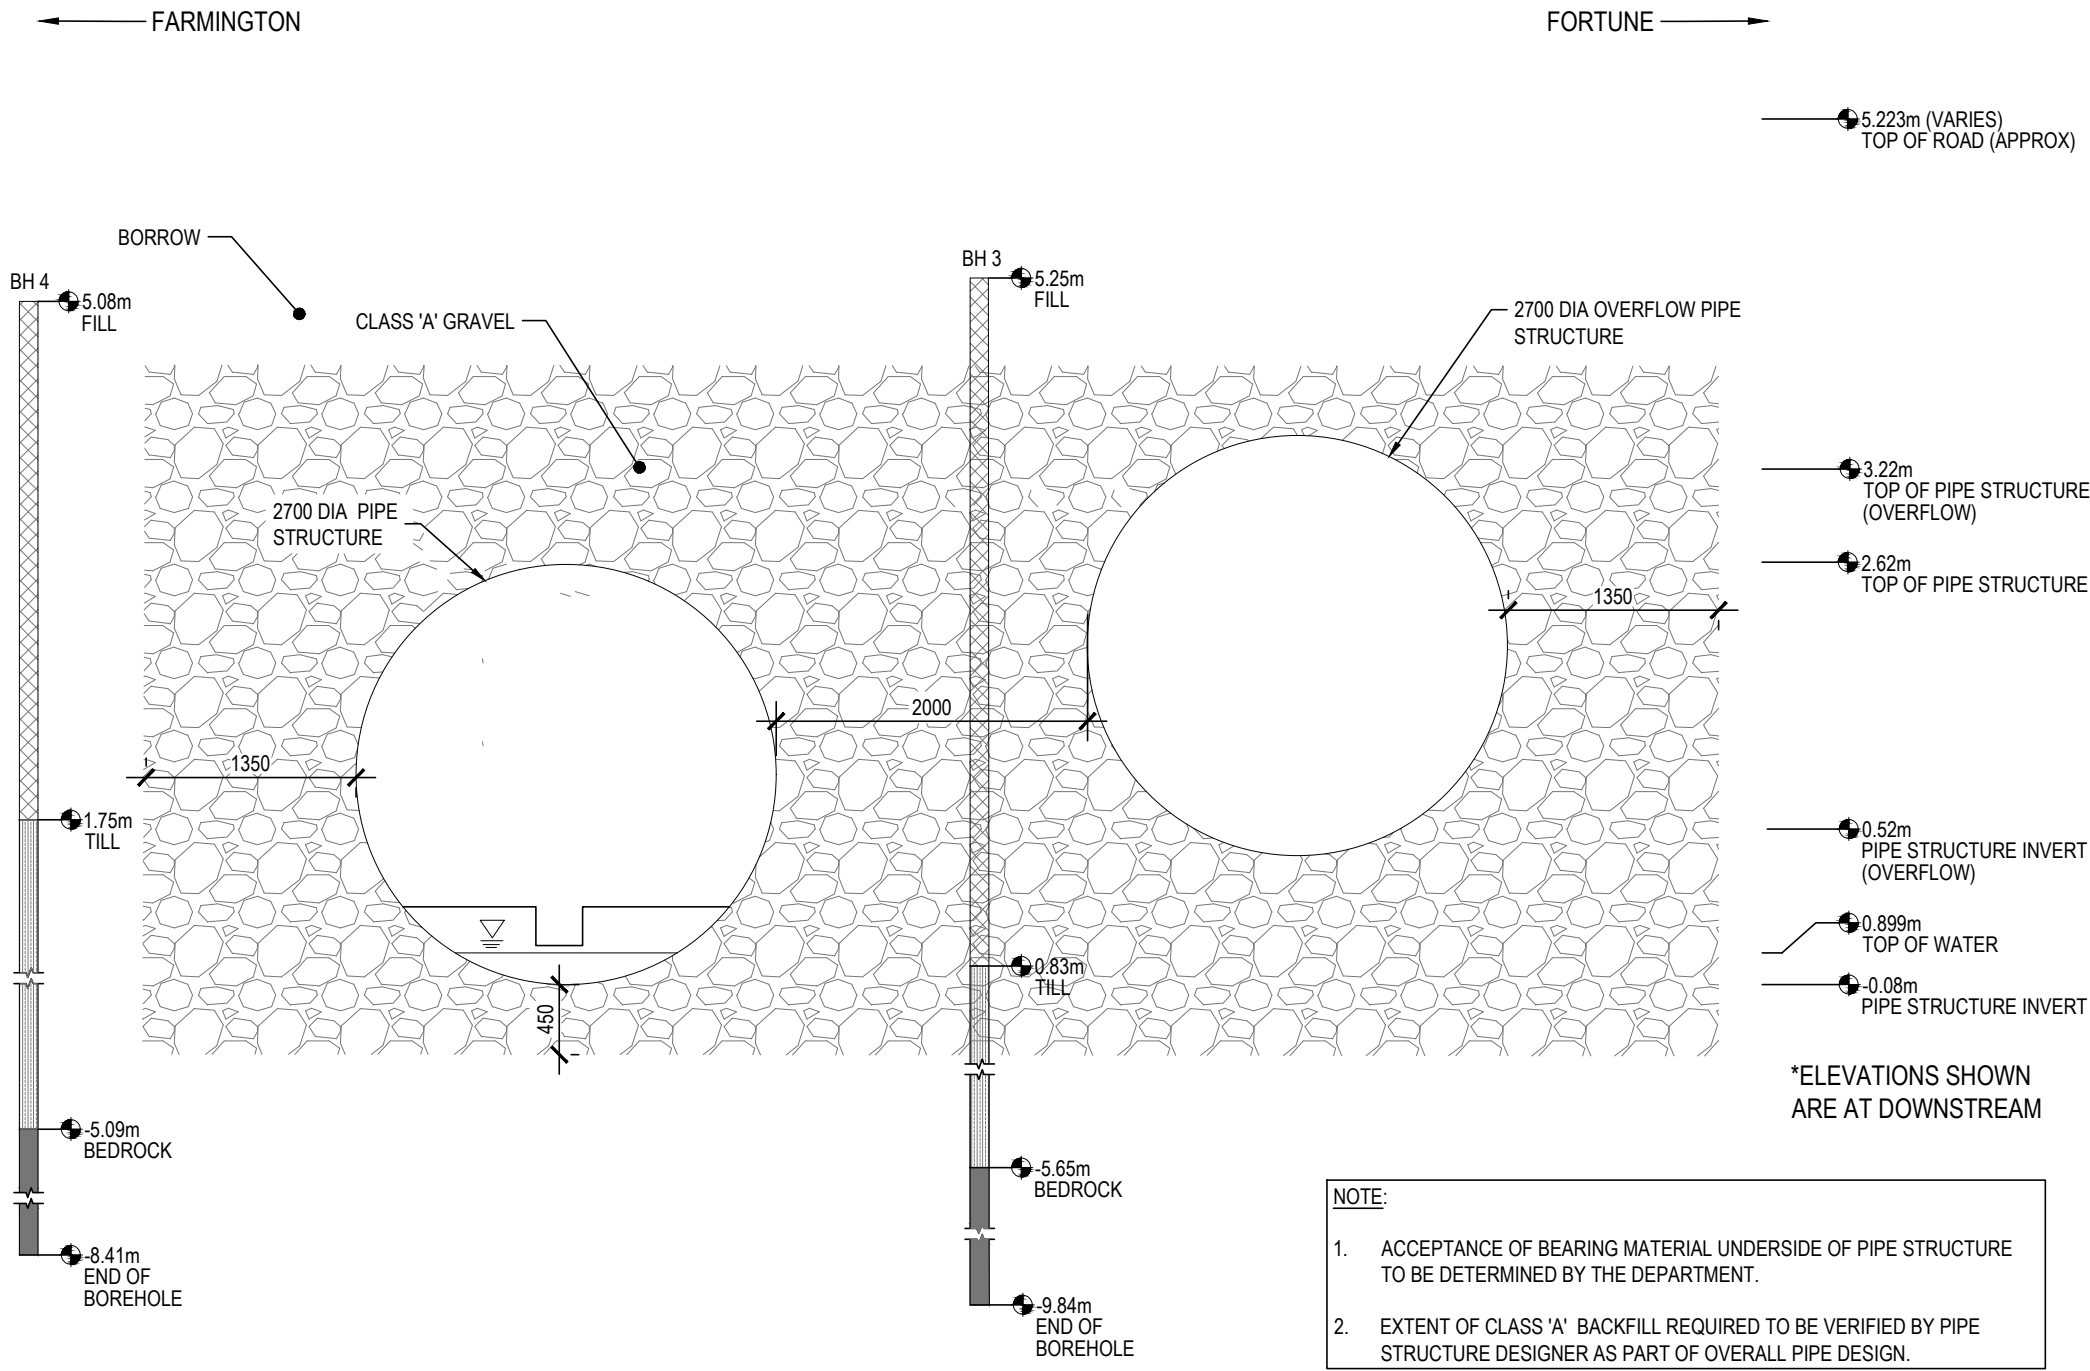 FARMINGTON
FORTUNE
5.223m (VARIES)
TOP OF ROAD (APPROX)
BORROW
BH 4
5.08m
FILL
CLASS 'A' GRAVEL
BH 3
5.25m
FILL
2700 DIA OVERFLOW PIPE
STRUCTURE
3.22m
TOP OF PIPE STRUCTURE
(OVERFLOW)
2700 DIA PIPE
STRUCTURE
2.62m
TOP OF PIPE STRUCTURE
1350
2000
1350
1.75m
TILL
0.52m
PIPE STRUCTURE INVERT
(OVERFLOW)
0.899m
TOP OF WATER
0.83m
TILL
-0.08m
PIPE STRUCTURE INVERT
450
*ELEVATIONS SHOWN
ARE AT DOWNSTREAM
-5.09m
BEDROCK
-5.65m
BEDROCK
-8.41m
END OF
BOREHOLE
-9.84m
END OF
BOREHOLE
NOTE:
1. ACCEPTANCE OF BEARING MATERIAL UNDERSIDE OF PIPE STRUCTURE
TO BE DETERMINED BY THE DEPARTMENT.
2. EXTENT OF CLASS 'A' BACKFILL REQUIRED TO BE VERIFIED BY PIPE
STRUCTURE DESIGNER AS PART OF OVERALL PIPE DESIGN.